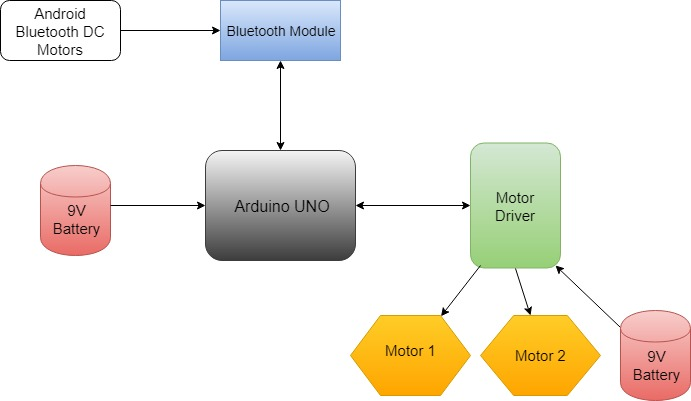 Android
Bluetooth DC
Motors
Bluetooth Module
9V
Battery
Arduino UNO
Motor
Driver
Motor 1
Motor 2
9V
Battery